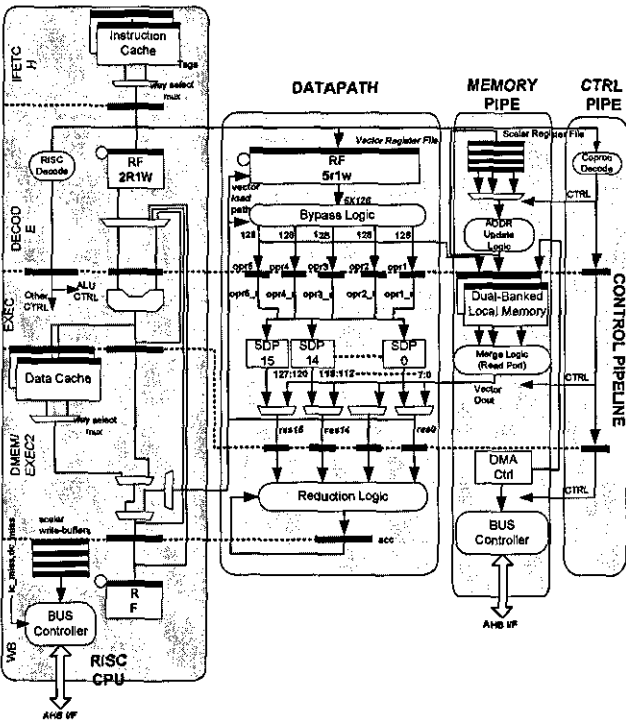 IFETC
H
Instruction
Cache
Tags
Way select
mux
DECOD
E
RISC
Decode
RF
2R1W
EXEC
Other
CTRL
ALU
CTRL
Data Cache
Way select
mux
DMEM/
EXEC2
scalar
write-buffers
ic_miss,dc_miss
WB
BUS
Controller
R
F
RISC
CPU
AHB I/F
DATAPATH
Vector Register File
RF
5r1w
vector
load
path
6X128
Bypass Logic
128 128 128 128 128
opr5 opr4 opr3 opr2 opr1
opr5_r opr4_r opr3_r opr2_r opr1_r
SDP
15
SDP
14
SDP
0
127:120 119:112 7:0
res15 res14 res0
Reduction Logic
acc
MEMORY
PIPE
Scalar Register File
ADDR
Update
Logic
Dual-Banked
Local Memory
Merge Logic
(Read Port)
Vector
Dout
DMA
Ctrl
BUS
Controller
AHB I/F
CTRL
PIPE
Coproc
Decode
CTRL
CTRL
CTRL
CONTROL PIPELINE